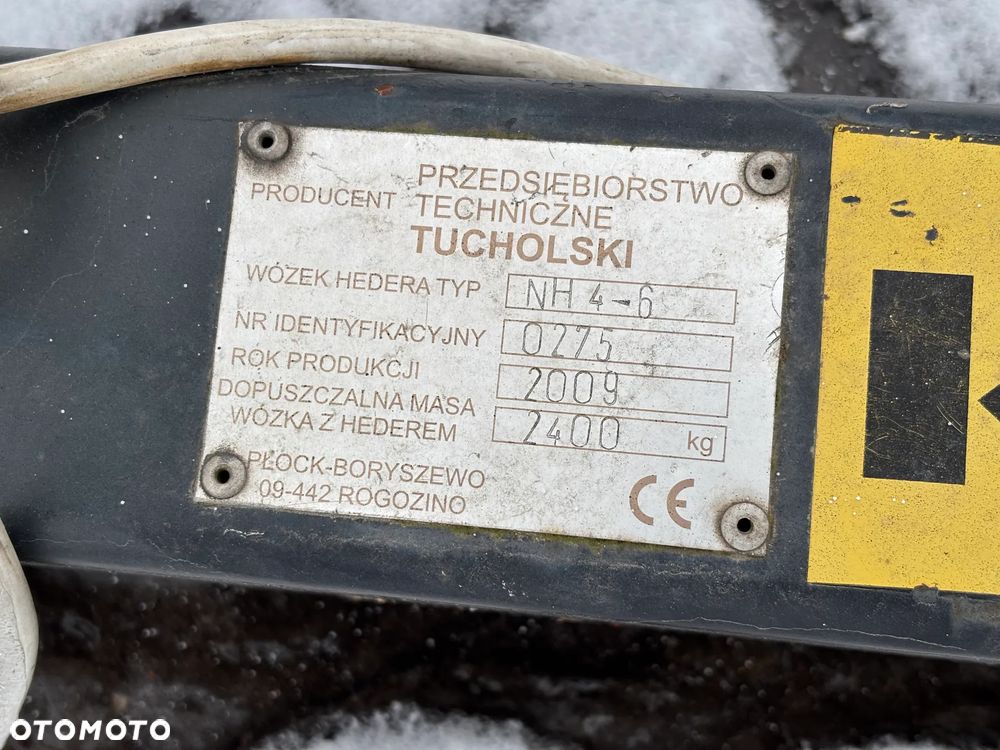 PRODUCENT PRZEDSIĘBIORSTWO
TECHNICZNE
TUCHOLSKI
WÓZEK HEDERA TYP NH 4-6
NR IDENTYFIKACYJNY 0275
ROK PRODUKCJI 2009
DOPUSZCZALNA MASA
WÓZKA Z HEDEREM 2400 kg
PŁOCK-BORYSZEWO
09-442 ROGOZINO
CE
OTOMOTO